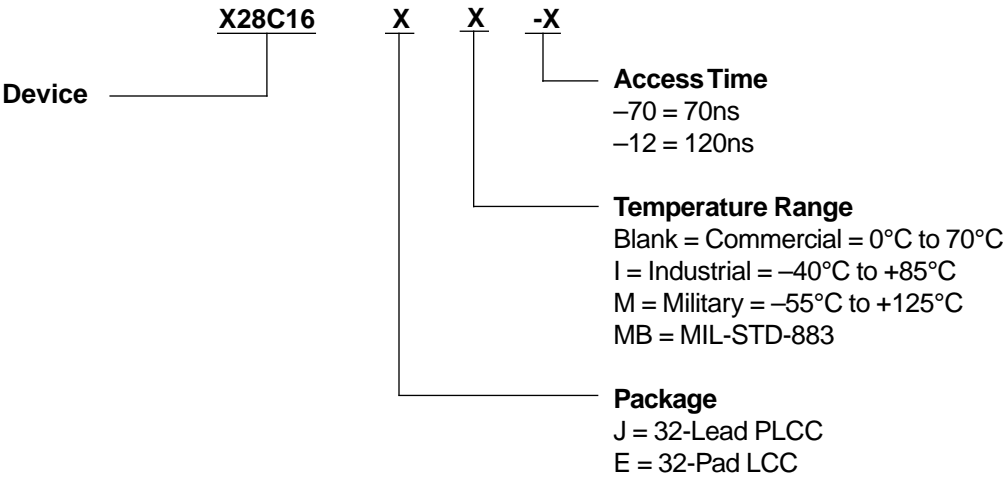 X28C16 X X -X
Device
Access Time
–70 = 70ns
–12 = 120ns
Temperature Range
Blank = Commercial = 0°C to 70°C
I = Industrial = –40°C to +85°C
M = Military = –55°C to +125°C
MB = MIL-STD-883
Package
J = 32-Lead PLCC
E = 32-Pad LCC